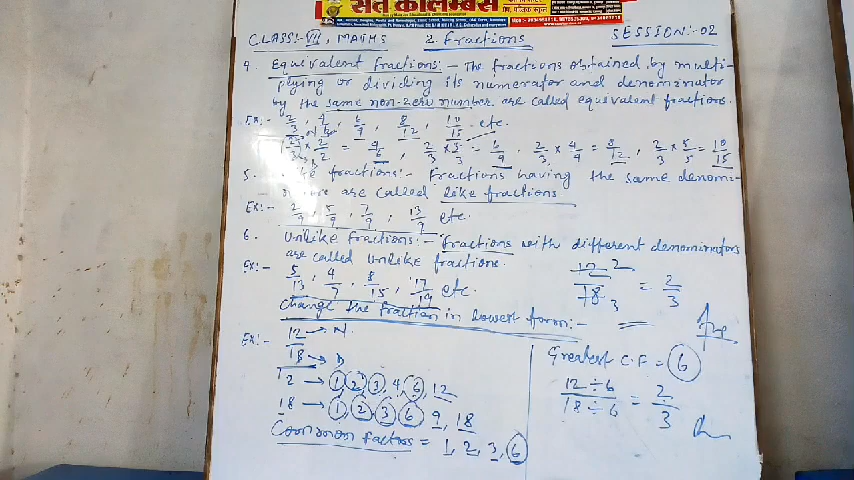 सेंट कोलम्बस
CLASS:-VII, MATHS 2. Fractions SESSION:-02
4. Equivalent Fractions:- The fractions obtained by multi-
plying or dividing its numerator and denominator
by the same non-zero number are called equivalent fractions.
Ex:- 2/3, 4/6, 6/9, 8/12, 10/15 etc.
2/3 × 2/2 = 4/6, 2/3 × = 6/9, 2/3 × 4/4 = 8/12, 2/3 × 5/5 = 10/15
5. Like fractions:- Fractions having the same denomi-
are called like fractions
Ex:- 2/9, 5/9, 7/9, 13/9 etc.
6. Unlike fractions:- Fractions with different denominators
are called unlike fractions.
Ex:- 5/13, 4/7, 8/15, 17/19 etc.
Change the fraction in lowest form:-
Ex:- 12/18 → N
→ D
12 → 1, 2, 3, 4, 6, 12
18 → 1, 2, 3, 6, 9, 18
Common factors = 1, 2, 3, 6
12/18 2 3 = 2/3
Ans
Greatest C.F = 6
12÷6/18÷6 = 2/3